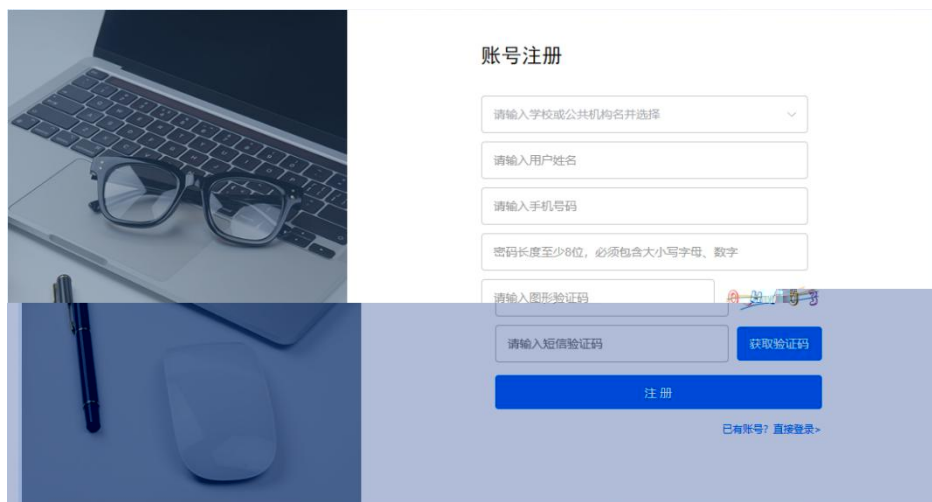 账号注册
请输入学校或公共机构名并选择
请输入用户姓名
请输入手机号码
密码长度至少8位，必须包含大小写字母、数字
请输入图形验证码
请输入短信验证码 获取验证码
注 册
已有账号？直接登录>